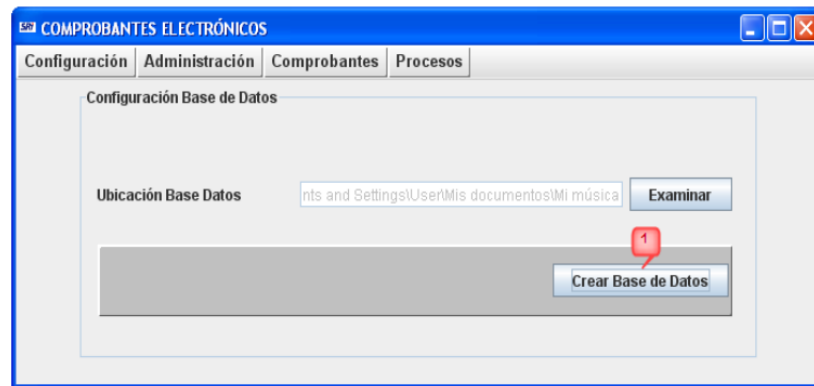 SRI COMPROBANTES ELECTRÓNICOS
Configuración Administración Comprobantes Procesos
Configuración Base de Datos
Ubicación Base Datos nts and Settings\User\Mis documentos\Mi música Examinar
1
Crear Base de Datos